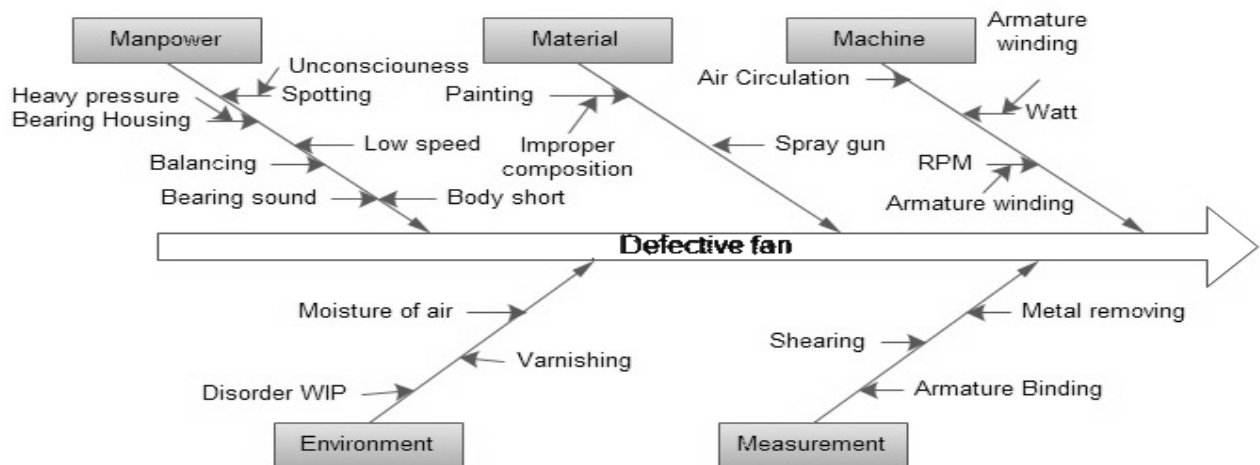 Manpower
Material
Machine
Armature
winding
Unconsciouness
Spotting
Heavy pressure
Bearing Housing
Low speed
Balancing
Bearing sound
Body short
Painting
Improper
composition
Spray gun
Air Circulation
Watt
RPM
Armature winding
Defective fan
Moisture of air
Varnishing
Disorder WIP
Environment
Metal removing
Shearing
Armature Binding
Measurement